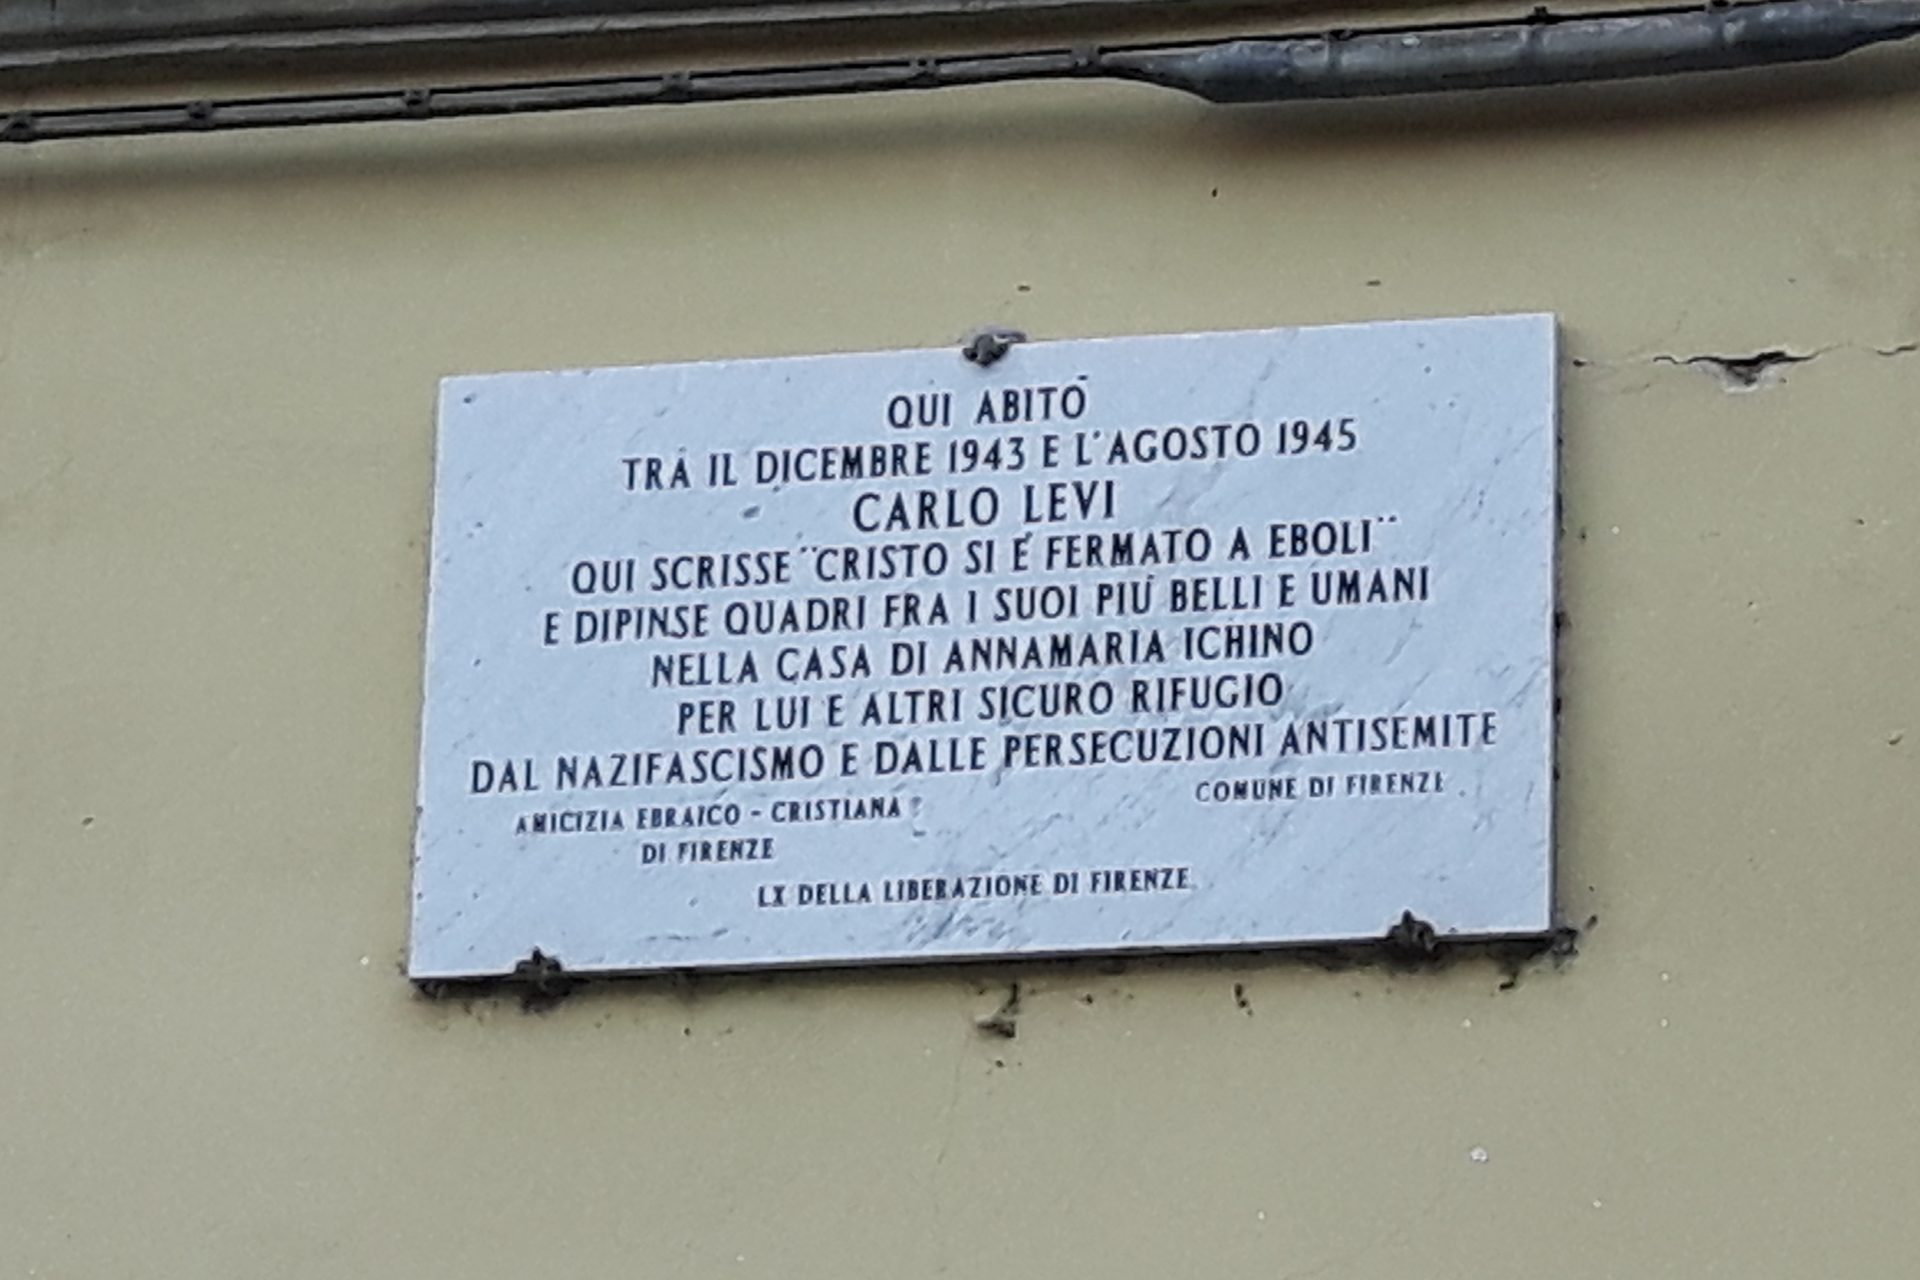 QUI ABITÒ
TRA IL DICEMBRE 1943 E L'AGOSTO 1945
CARLO LEVI
QUI SCRISSE "CRISTO SI É FERMATO A EBOLI"
E DIPINSE QUADRI FRA I SUOI PIÚ BELLI E UMANI
NELLA CASA DI ANNAMARIA ICHINO
PER LUI E ALTRI SICURO RIFUGIO
DAL NAZIFASCISMO E DALLE PERSECUZIONI ANTISEMITE
AMICIZIA EBRAICO - CRISTIANA
DI FIRENZE
COMUNE DI FIRENZE
LX DELLA LIBERAZIONE DI FIRENZE